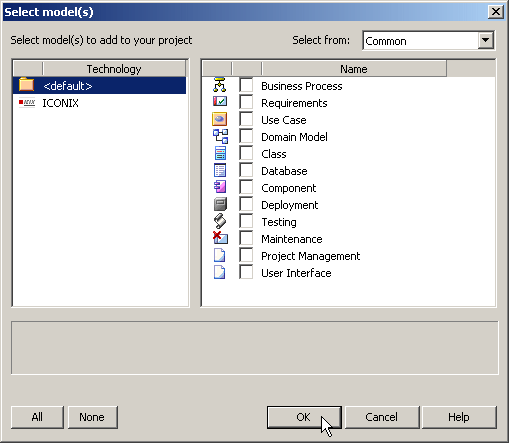 Select model(s)
Select model(s) to add to your project
Select from: Common
Technology
<default>
ICONIX
Name
Business Process
Requirements
Use Case
Domain Model
Class
Database
Component
Deployment
Testing
Maintenance
Project Management
User Interface
All None OK Cancel Help